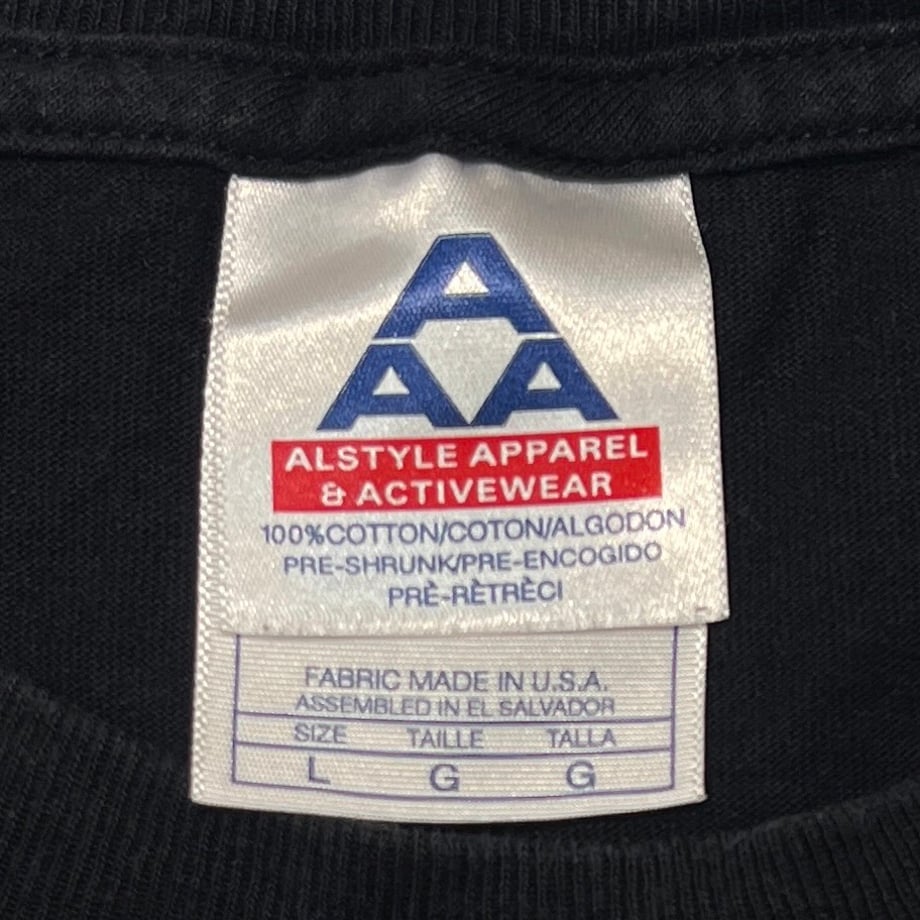 A
AA
ALSTYLE APPAREL
& ACTIVEWEAR
100%COTTON/COTON/ALGODON
PRE-SHRUNK/PRE-ENCOGIDO
PRÈ-RÈTRÈCI
FABRIC MADE IN U.S.A.
ASSEMBLED IN EL SALVADOR
SIZE TAILLE TALLA
L G G